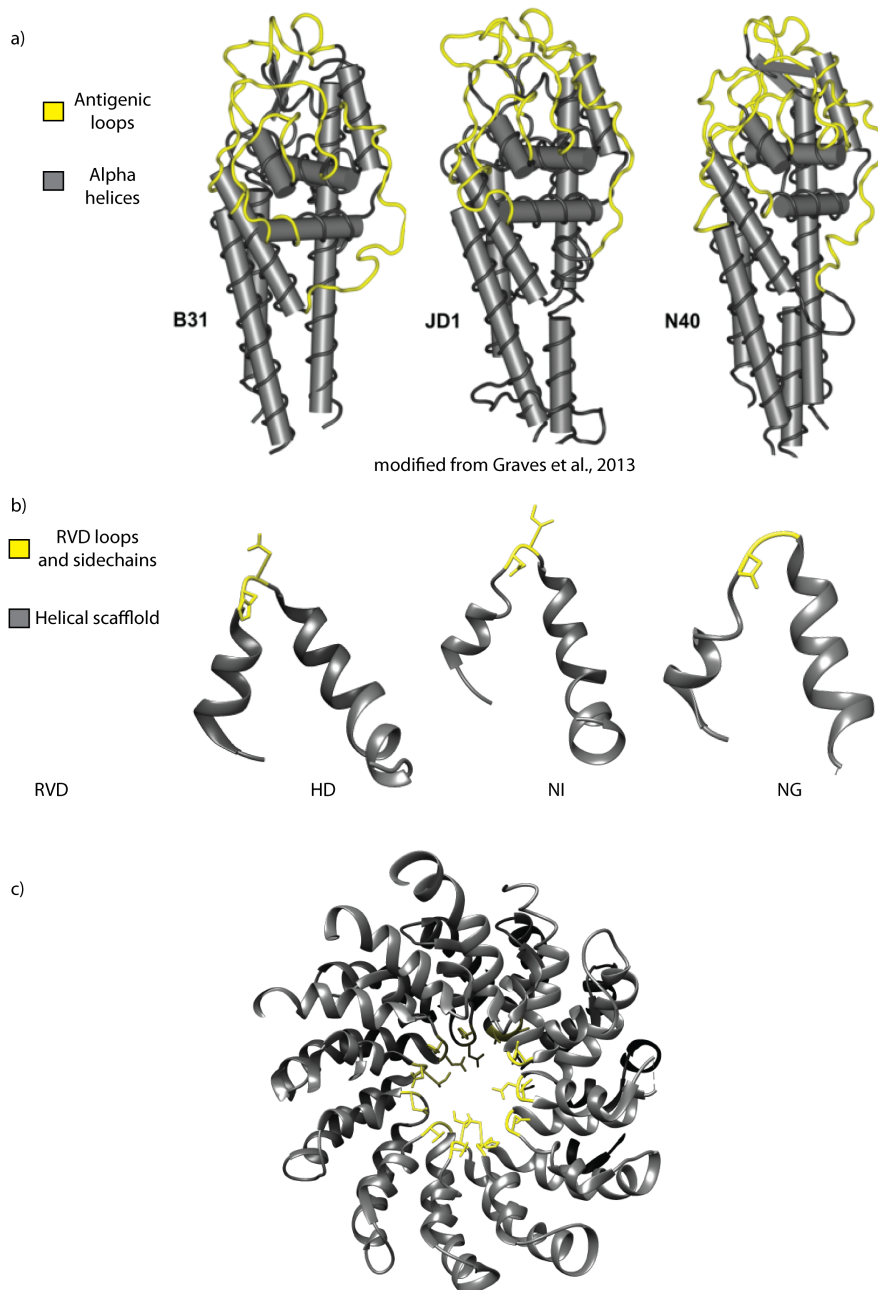 a)
Antigenic
loops
Alpha
helices
B31
JD1
N40
modified from Graves et al., 2013
b)
RVD loops
and sidechains
Helical scafflold
RVD
HD
NI
NG
c)